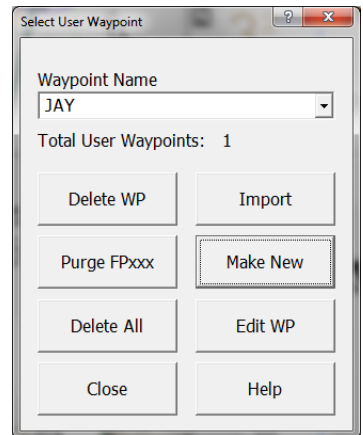 Select User Waypoint
Waypoint Name
JAY
Total User Waypoints: 1
Delete WP Import
Purge FPxxx Make New
Delete All Edit WP
Close Help